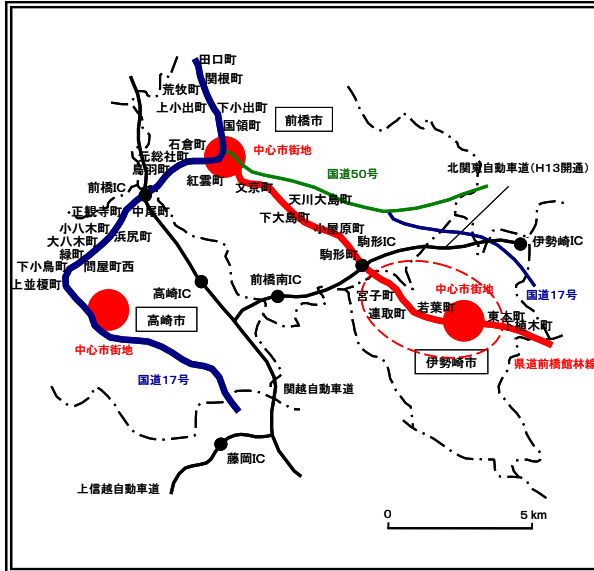 田口町
関根町
荒牧町
上小出町
下小出町
国領町
前橋市
石倉町
中心市街地
元総社町
鳥羽町
国道50号
北関東自動車道(H13開通)
前橋IC
紅雲町
文京町
天川大島町
正観寺町
中尾町
下大島町
小屋原町
小八木町
浜尻町
大八木町
駒形IC
伊勢崎IC
緑町
駒形町
下小鳥町
問屋町西
前橋南IC
上並榎町
高崎IC
宮子町
中心市街地
国道17号
連取町
若葉町
東本町
下植木町
高崎市
中心市街地
伊勢崎市
県道前橋館林線
国道17号
関越自動車道
藤岡IC
上信越自動車道
0
5 km